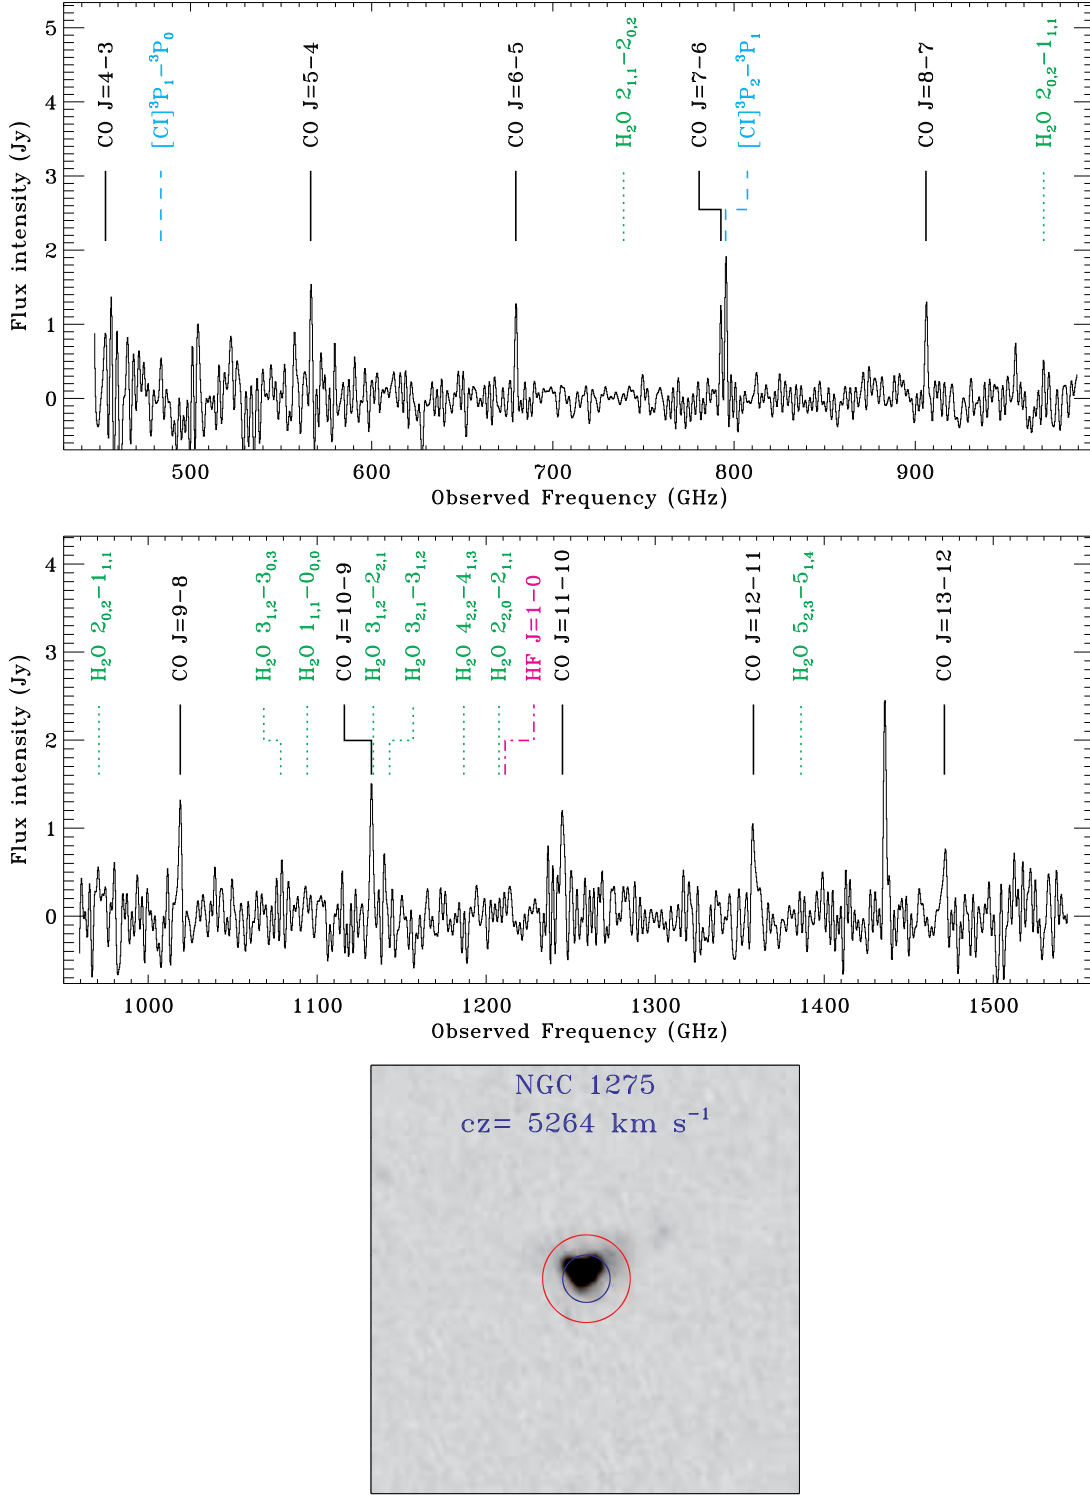 5
4
3
2
1
0
Flux intensity (Jy)
CO J=4−3
[CI]³P₁−³P₀
CO J=5−4
CO J=6−5
H₂O 2₁,₁−2₀,₂
CO J=7−6
[CI]³P₂−³P₁
CO J=8−7
H₂O 2₀,₂−1₁,₁
500 600 700 800 900
Observed Frequency (GHz)
4
3
2
1
0
Flux intensity (Jy)
H₂O 2₀,₂−1₁,₁
CO J=9−8
H₂O 3₁,₂−3₀,₃
H₂O 1₁,₁−0₀,₀
CO J=10−9
H₂O 3₁,₂−2₂,₁
H₂O 3₂,₁−3₁,₂
H₂O 4₂,₂−4₁,₃
H₂O 2₂,₀−2₁,₁
HF J=1−0
CO J=11−10
CO J=12−11
H₂O 5₂,₃−5₁,₄
CO J=13−12
1000 1100 1200 1300 1400 1500
Observed Frequency (GHz)
NGC 1275
cz= 5264 km s⁻¹